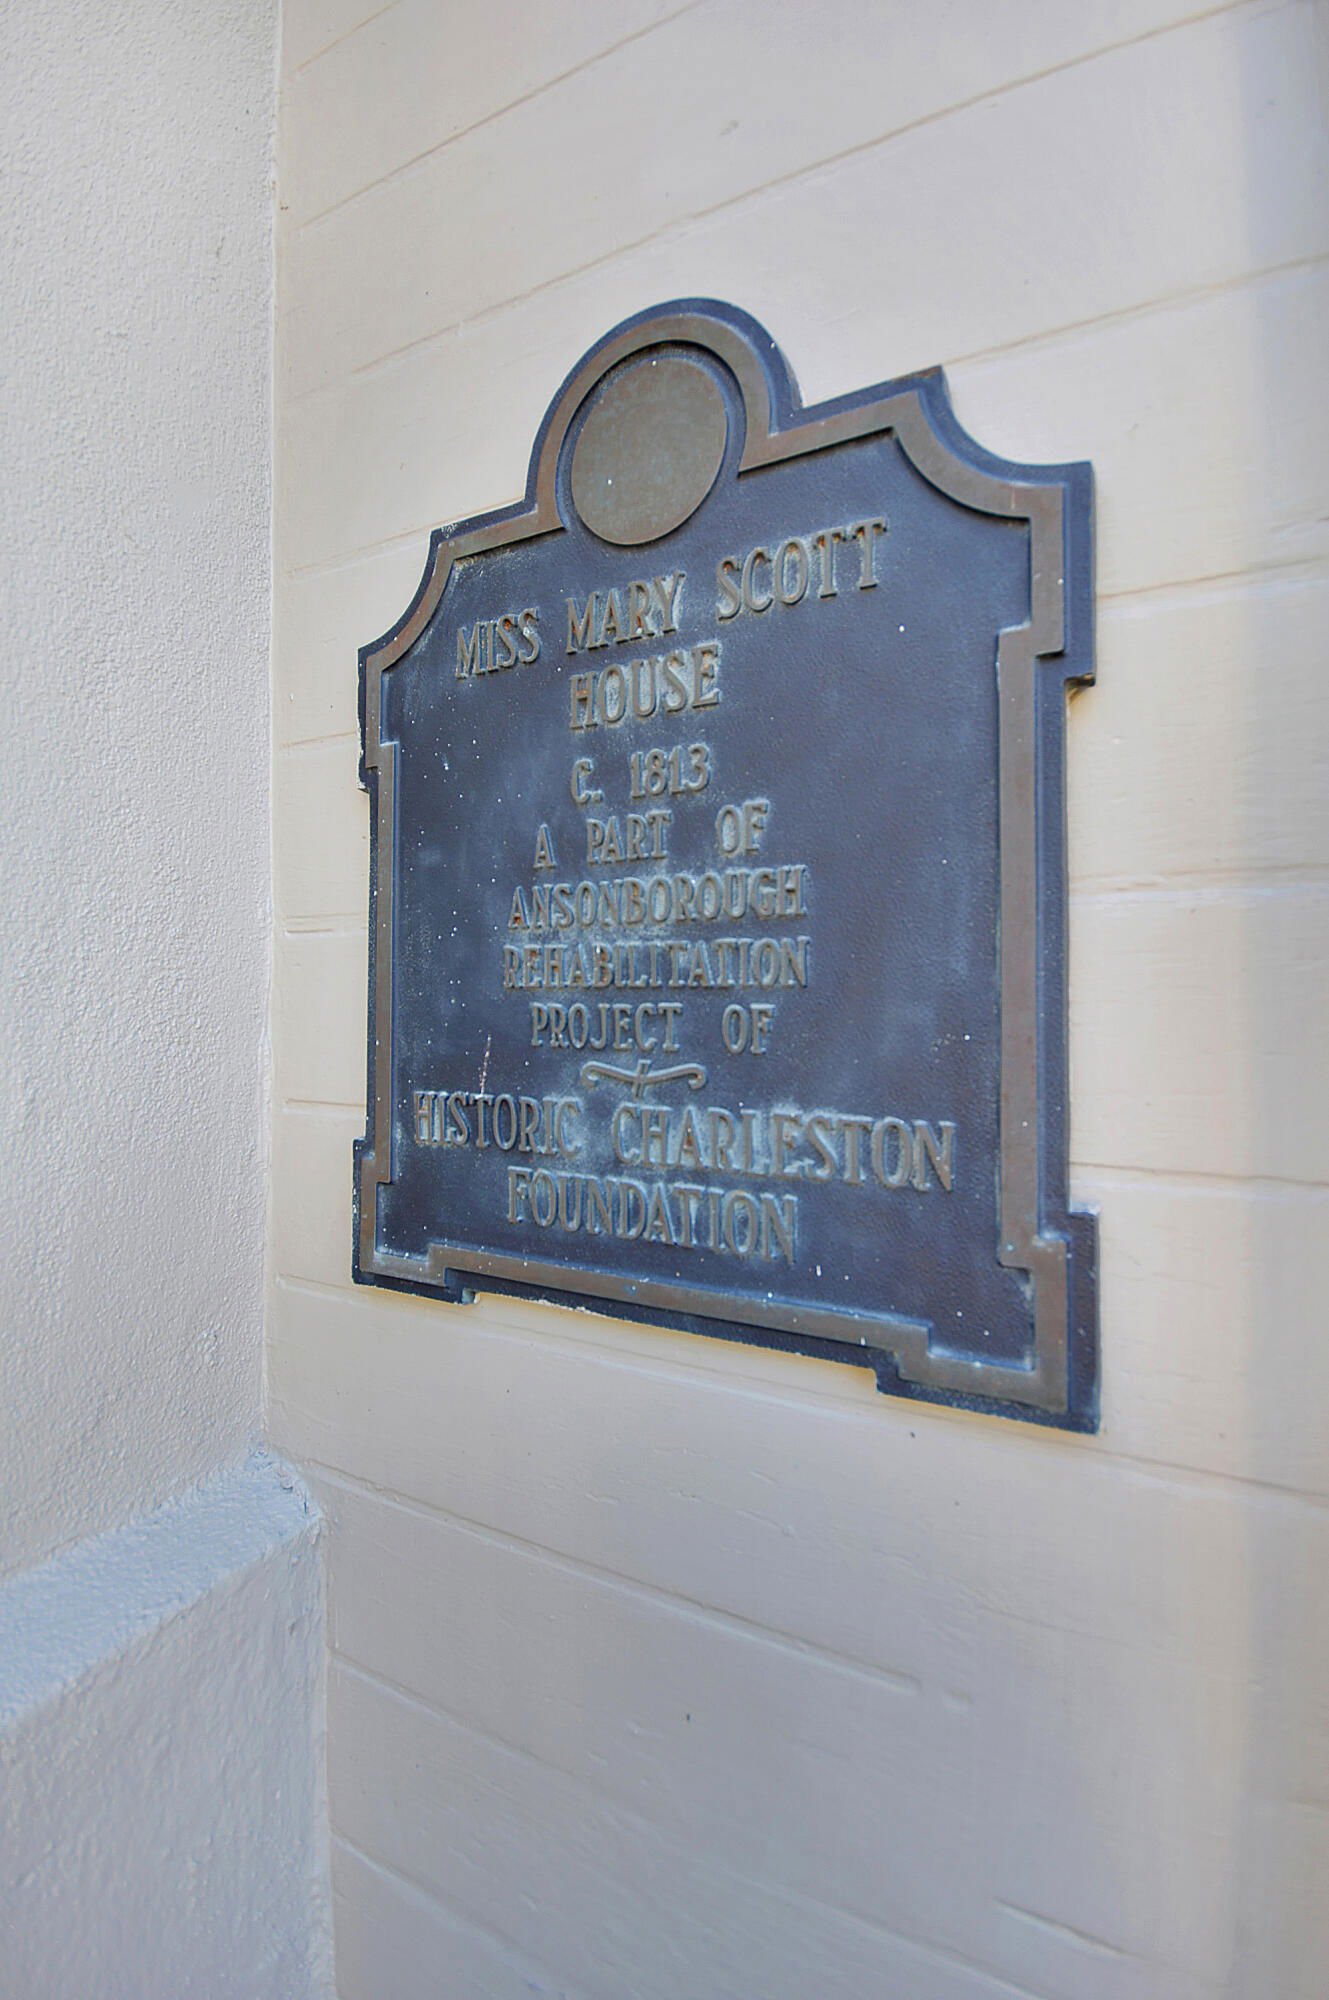 MISS MARY SCOTT
HOUSE
C. 1813
A PART OF
ANSONBOROUGH
REHABILITATION
PROJECT OF
HISTORIC CHARLESTON
FOUNDATION